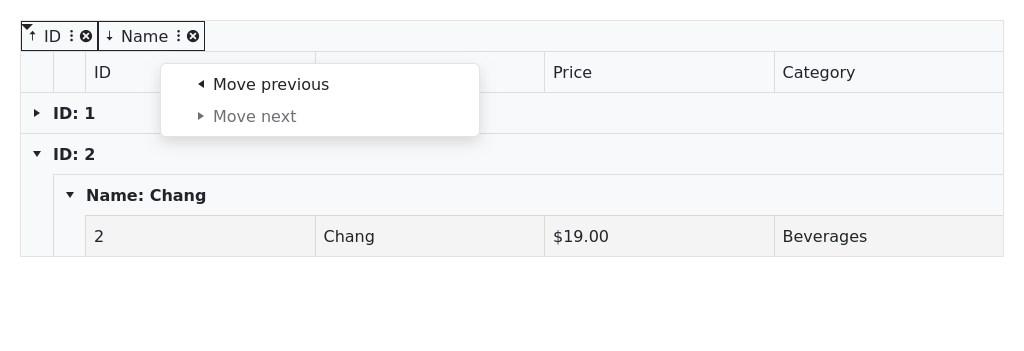 ID Name
ID Price Category
Move previous
Move next
ID: 1
ID: 2
Name: Chang
2 Chang $19.00 Beverages